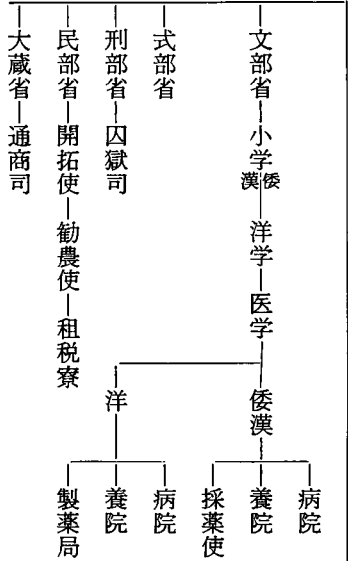 文部省―小学倭漢―洋学―医学
倭漢
病院
養院
採薬使
洋
病院
養院
製薬局
式部省
刑部省―囚獄司
民部省―開拓使―勧農使―租税寮
大蔵省―通商司